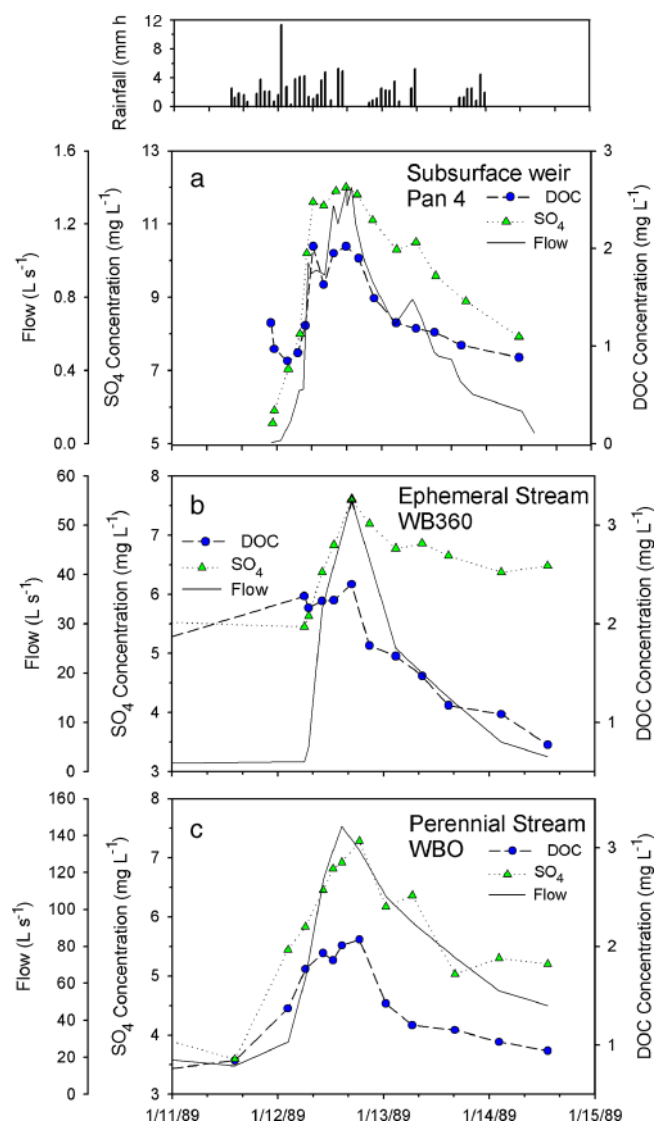 Rainfall (mm h
12
8
4
0
a
Subsurface weir
Pan 4
DOC
SO4
Flow
Flow (L s-1)
1.6
1.2
0.8
0.4
0.0
SO4 Concentration (mg L-1)
13
11
9
7
5
DOC Concentration (mg L-1)
3
2
1
0
b
Ephemeral Stream
WB360
DOC
SO4
Flow
Flow (L s-1)
60
50
40
30
20
10
0
SO4 Concentration (mg L-1)
8
7
6
5
4
3
DOC Concentration (mg L-1)
3
2
1
c
Perennial Stream
WBO
DOC
SO4
Flow
Flow (L s-1)
160
140
120
100
80
60
40
20
0
SO4 Concentration (mg L-1)
8
7
6
5
4
3
DOC Concentration (mg L-1)
3
2
1
1/11/89 1/12/89 1/13/89 1/14/89 1/15/89